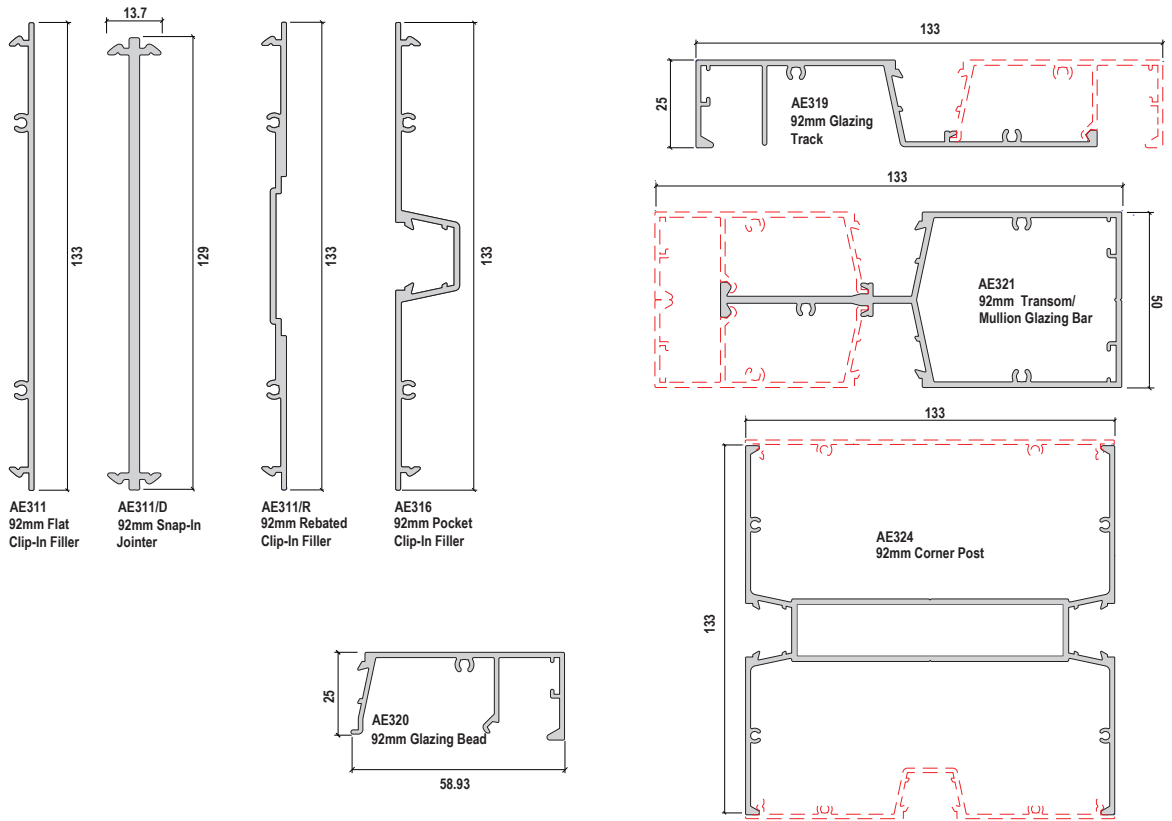 13.7
133
129
133
133
AE311
92mm Flat
Clip-In Filler
AE311/D
92mm Snap-In
Jointer
AE311/R
92mm Rebated
Clip-In Filler
AE316
92mm Pocket
Clip-In Filler
133
25
AE319
92mm Glazing
Track
133
AE321
92mm Transom/
Mullion Glazing Bar
50
133
AE324
92mm Corner Post
133
25
AE320
92mm Glazing Bead
58.93